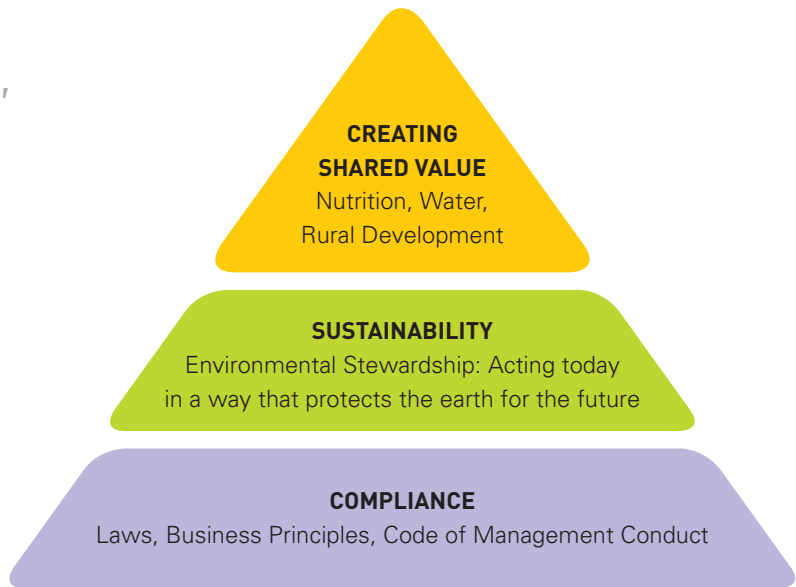 CREATING
SHARED VALUE
Nutrition, Water,
Rural Development
SUSTAINABILITY
Environmental Stewardship: Acting today
in a way that protects the earth for the future
COMPLIANCE
Laws, Business Principles, Code of Management Conduct